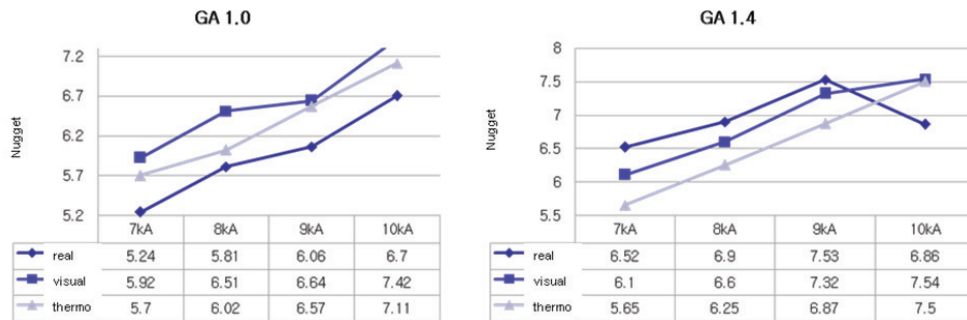 GA 1.0
7.2
6.7
6.2
5.7
5.2
Nugget
7kA 8kA 9kA 10kA
real 5.24 5.81 6.06 6.7
visual 5.92 6.51 6.64 7.42
thermo 5.7 6.02 6.57 7.11
GA 1.4
8
7.5
7
6.5
6
5.5
Nugget
7kA 8kA 9kA 10kA
real 6.52 6.9 7.53 6.86
visual 6.1 6.6 7.32 7.54
thermo 5.65 6.25 6.87 7.5